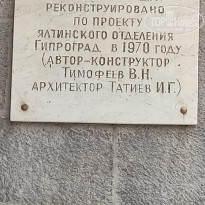 РЕКОНСТРУИРОВАНО
ПО ПРОЕКТУ
ЯЛТИНСКОГО ОТДЕЛЕНИЯ
ГИПРОГРАД В 1970 ГОДУ
(АВТОР-КОНСТРУКТОР
ТИМОФЕЕВ В.Н.
АРХИТЕКТОР ТАТИЕВ И.Г.)